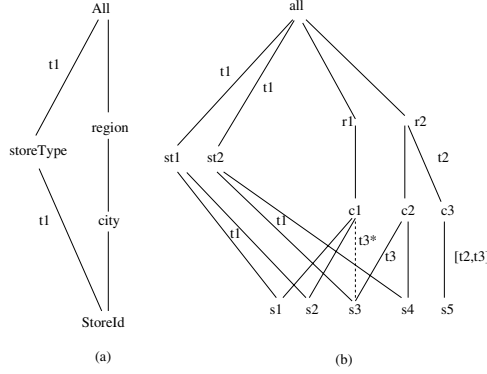 All
all
t1
t1
t1
region
r1
r2
storeType
st1
st2
t2
t1
city
t1
t1
c1
c2
c3
t3*
t3
[t2,t3]
StoreId
s1
s2
s3
s4
s5
(a)
(b)